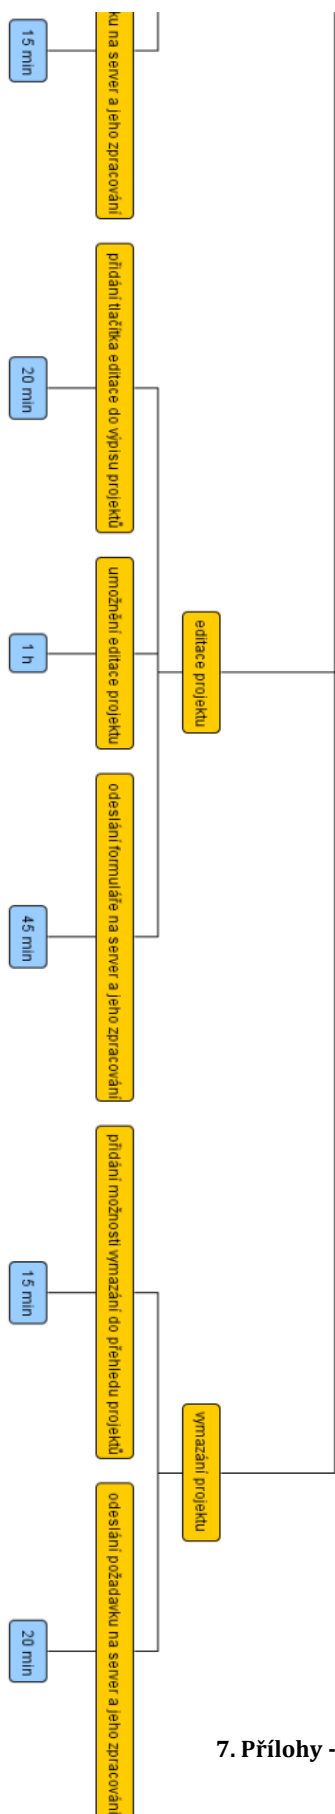 ku na server a jeho zpracování
15 min
editace projektu
přidání tlačítka editace do výpisu projektů
20 min
umožnění editace projektu
1 h
odeslání formuláře na server a jeho zpracování
45 min
vymazání projektu
přidání možnosti vymazání do přehledu projektů
15 min
odeslání požadavku na server a jeho zpracování
20 min
7. Přílohy -